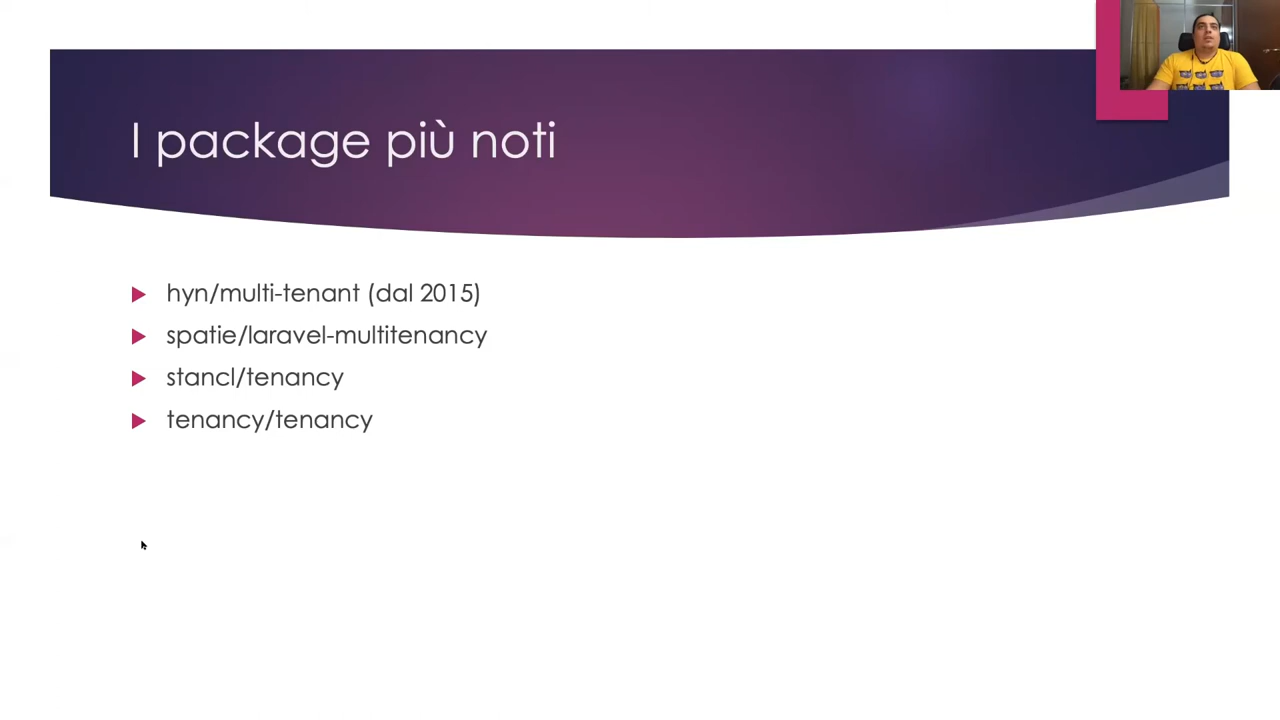 I package più noti
hyn/multi-tenant (dal 2015)
spatie/laravel-multitenancy
stancl/tenancy
tenancy/tenancy